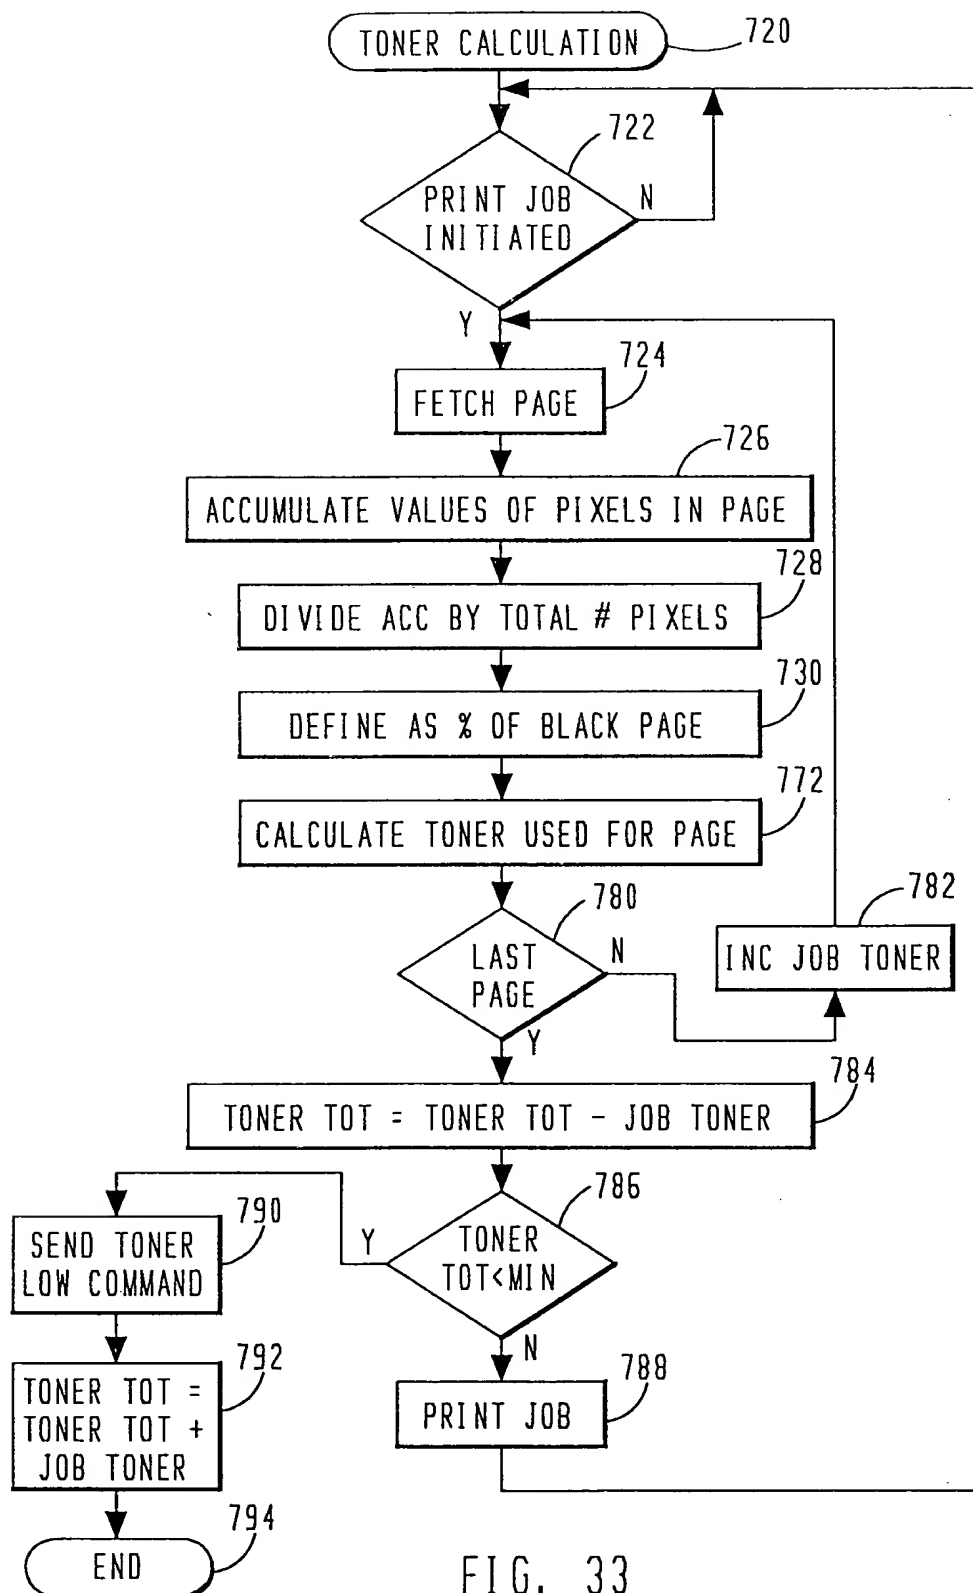 TONER CALCULATION
720
722
PRINT JOB
INITIATED
N
Y
724
FETCH PAGE
726
ACCUMULATE VALUES OF PIXELS IN PAGE
728
DIVIDE ACC BY TOTAL # PIXELS
730
DEFINE AS % OF BLACK PAGE
772
CALCULATE TONER USED FOR PAGE
780
LAST
PAGE
N
782
INC JOB TONER
Y
784
TONER TOT = TONER TOT - JOB TONER
786
TONER
TOT<MIN
Y
790
SEND TONER
LOW COMMAND
N
792
TONER TOT =
TONER TOT +
JOB TONER
788
PRINT JOB
794
END
FIG. 33